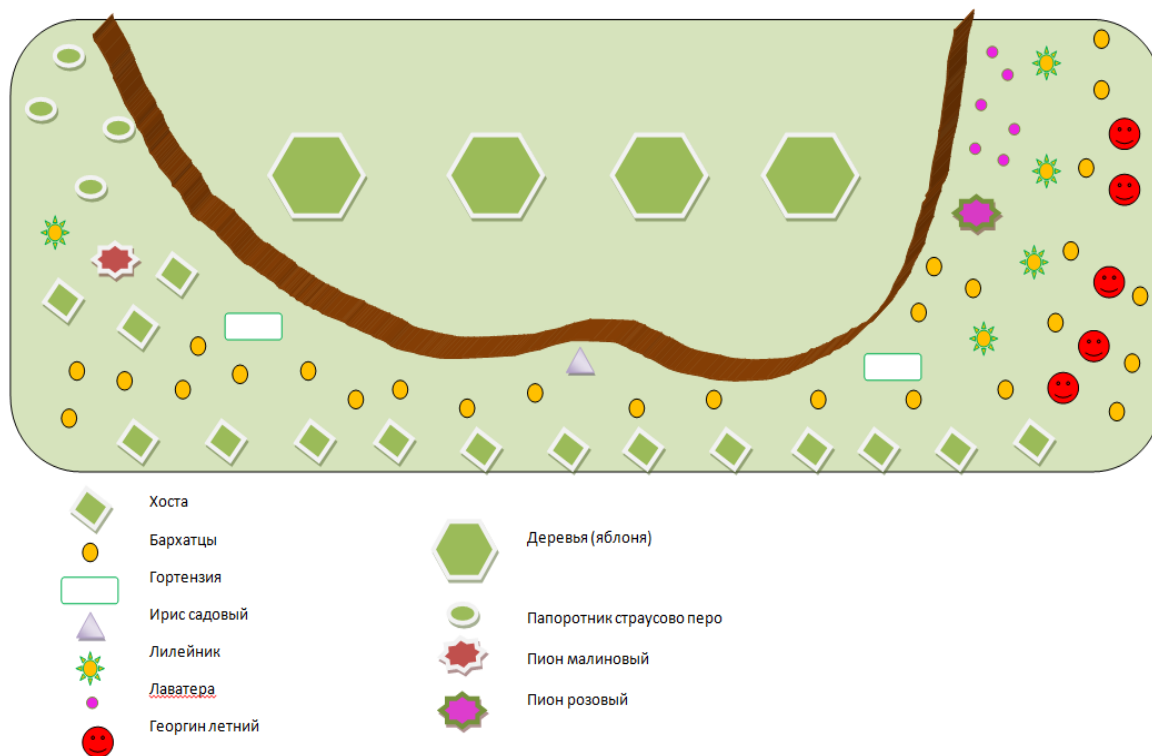 Хоста
Бархатцы
Гортензия
Ирис садовый
Лилейник
Лаватера
Георгин летний
Деревья (яблоня)
Папоротник страусово перо
Пион малиновый
Пион розовый